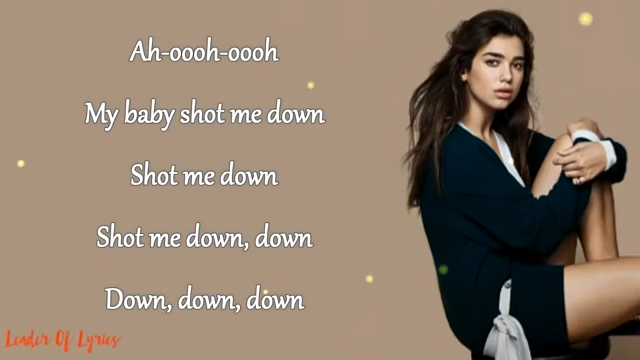 Ah-oooh-oooh
My baby shot me down
Shot me down
Shot me down, down
Down, down, down
Leader Of Lyrics